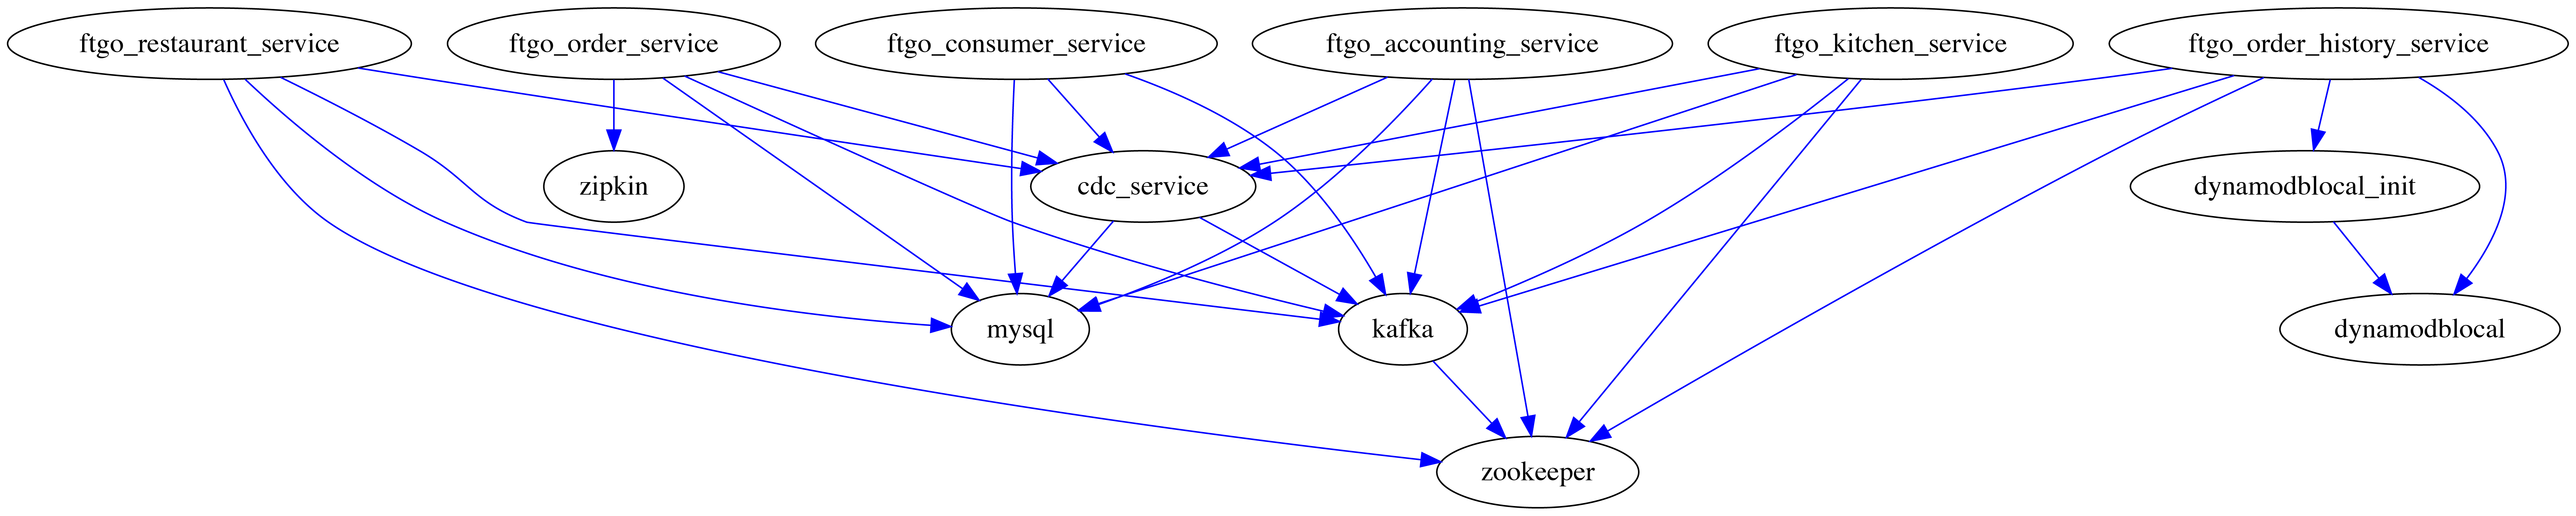 ftgo_restaurant_service
ftgo_order_service
ftgo_consumer_service
ftgo_accounting_service
ftgo_kitchen_service
ftgo_order_history_service
zipkin
cdc_service
dynamodblocal_init
mysql
kafka
dynamodblocal
zookeeper